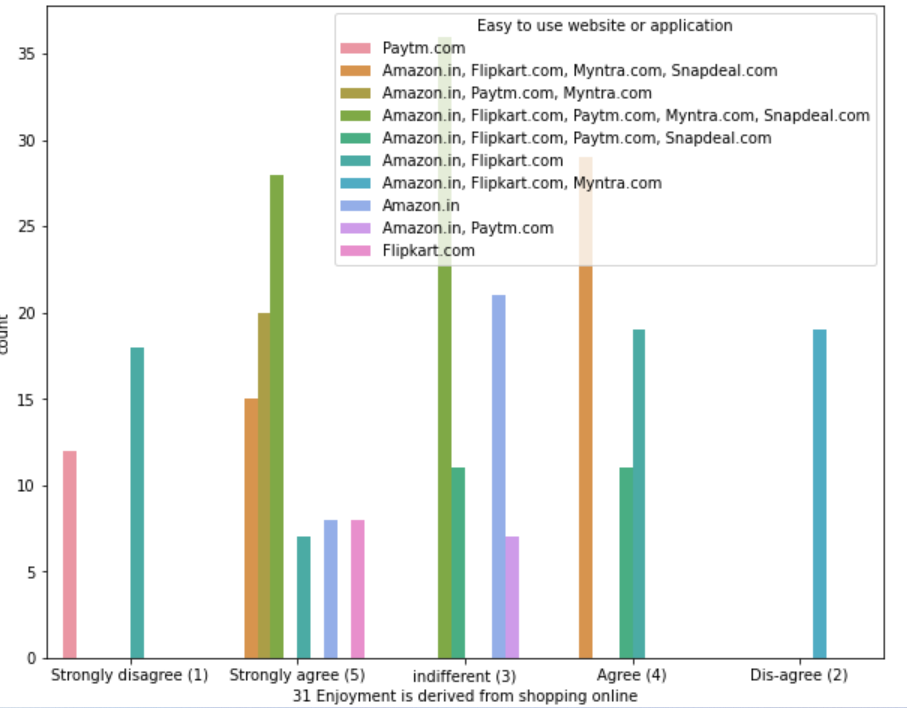 Easy to use website or application
Paytm.com
Amazon.in, Flipkart.com, Myntra.com, Snapdeal.com
Amazon.in, Paytm.com, Myntra.com
Amazon.in, Flipkart.com, Paytm.com, Myntra.com, Snapdeal.com
Amazon.in, Flipkart.com, Paytm.com, Snapdeal.com
Amazon.in, Flipkart.com
Amazon.in, Flipkart.com, Myntra.com
Amazon.in
Amazon.in, Paytm.com
Flipkart.com
35
30
25
20
15
10
5
0
count
Strongly disagree (1) Strongly agree (5) indifferent (3) Agree (4) Dis-agree (2)
31 Enjoyment is derived from shopping online